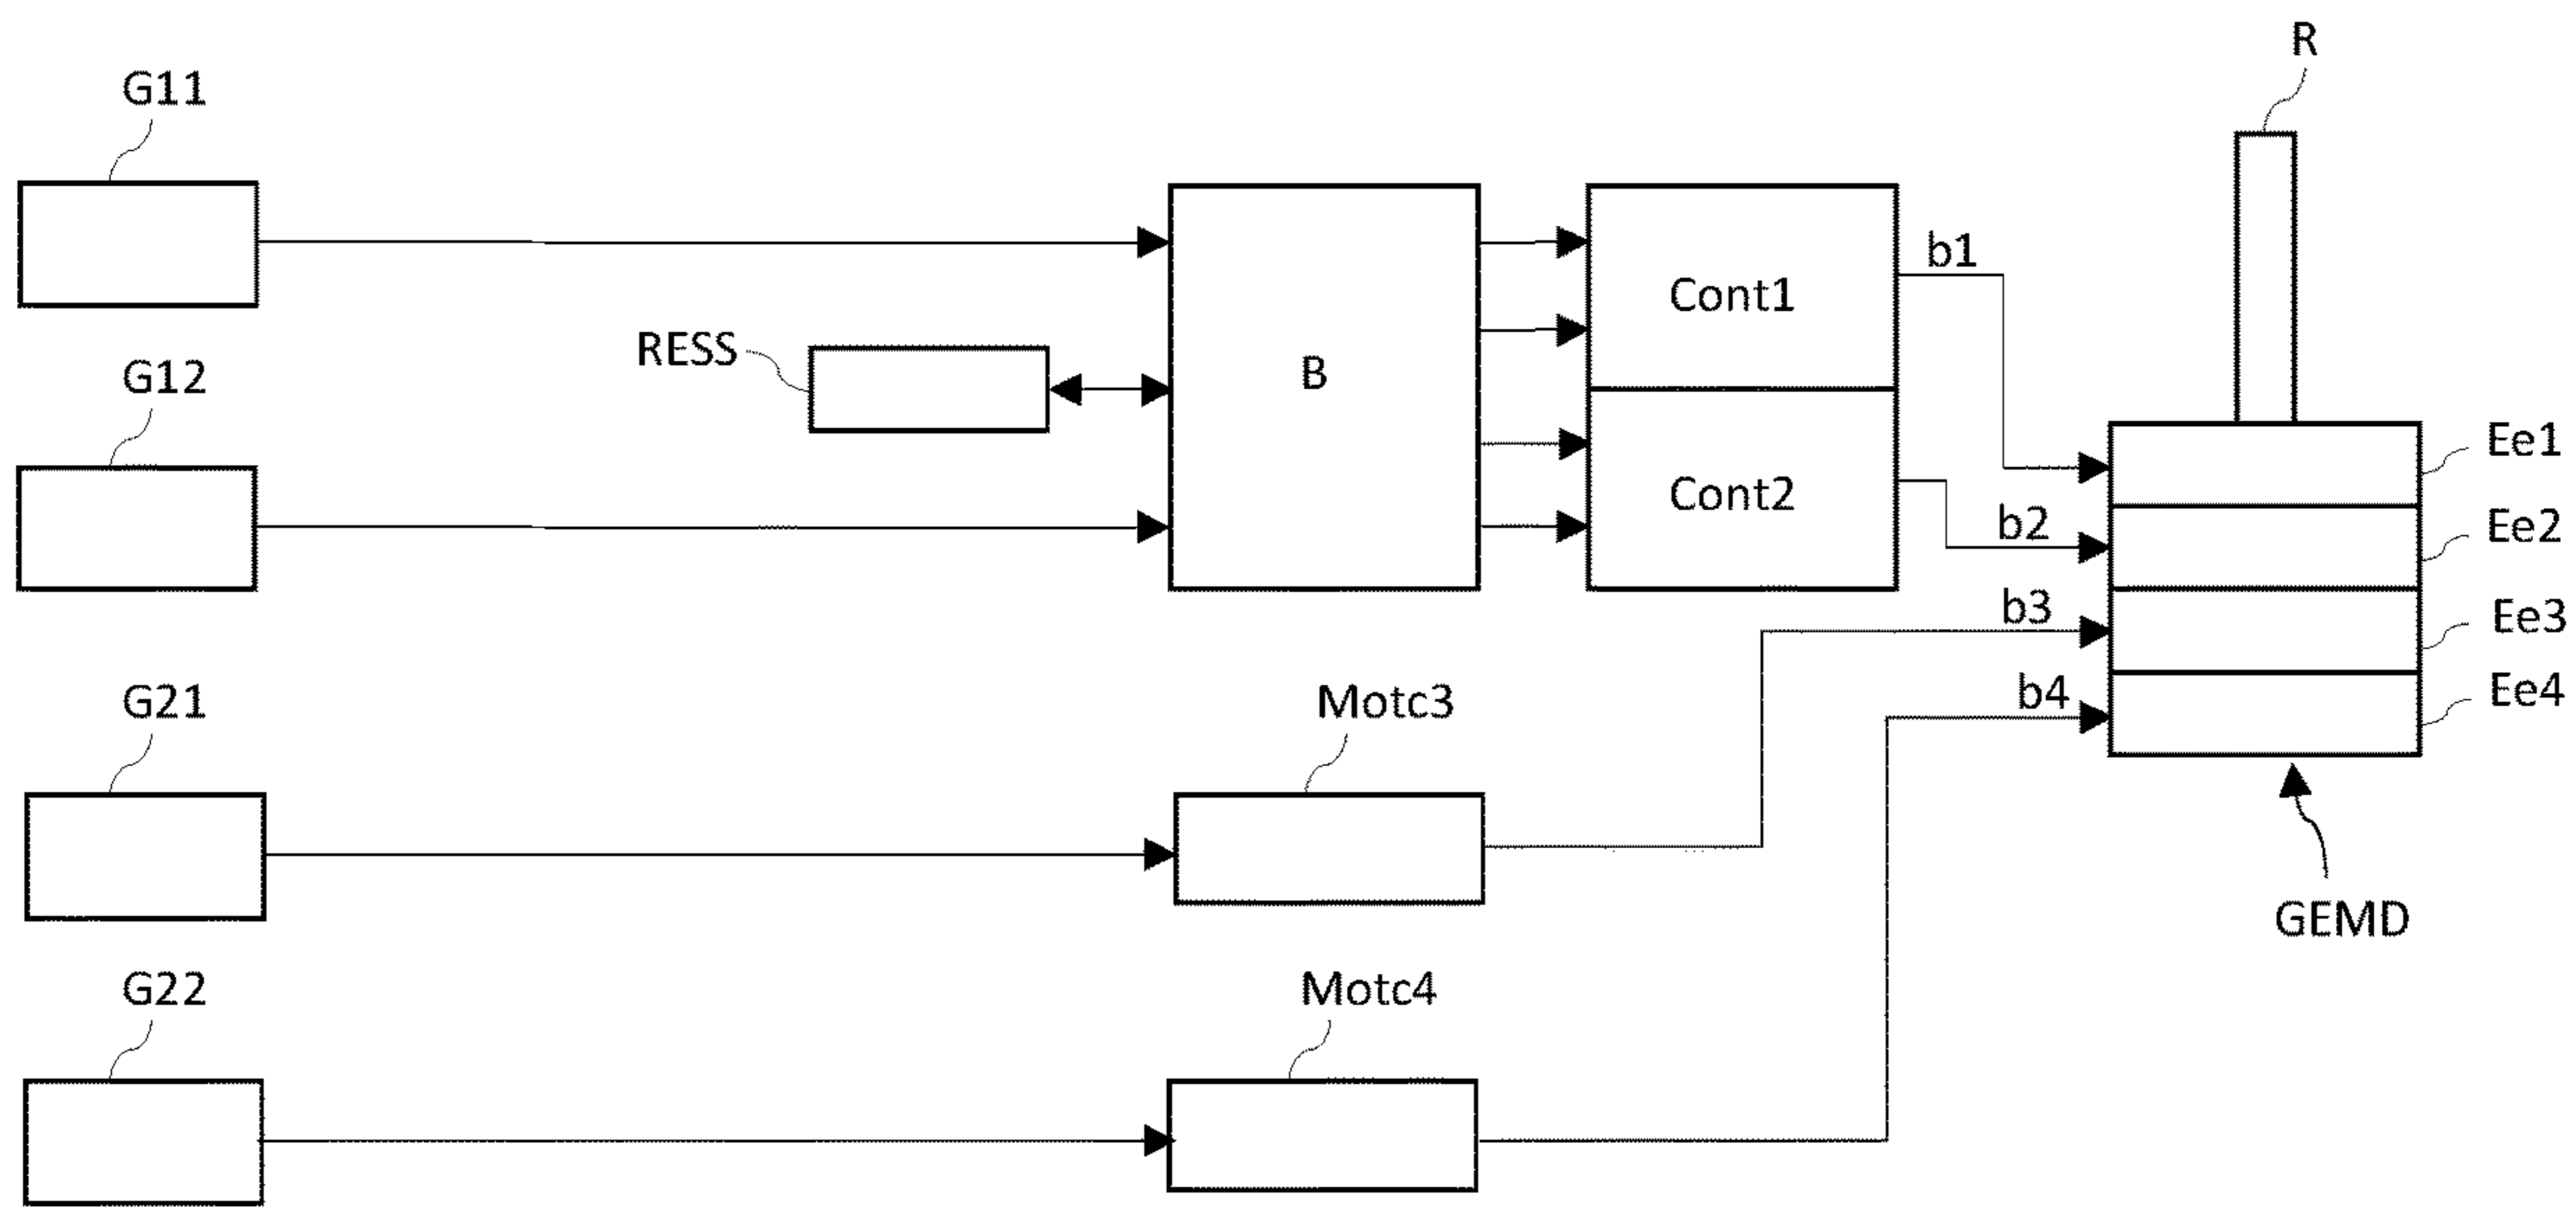 R
G11
b1
Cont1
RESS
G12
B
Ee1
Cont2
b2
Ee2
b3
Ee3
G21
Motc3
b4
Ee4
GEMD
G22
Motc4